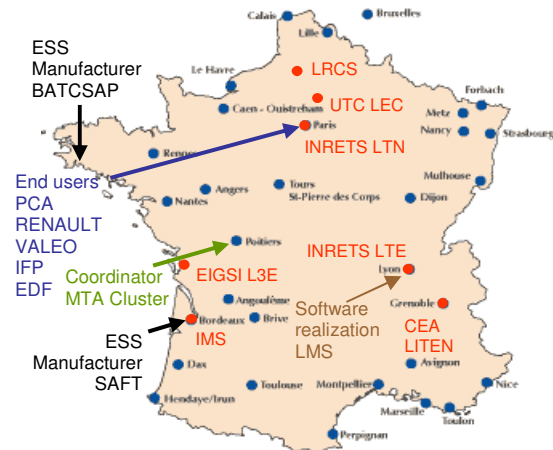 Calais
Bruxelles
Lille
ESS
Manufacturer
BATCSAP
Le Havre
LRCS
UTC LEC
Caen - Ouistreham
Forbach
Metz
Paris
Nancy
Strasbourg
INRETS LTN
Rennes
End users
PCA
RENAULT
VALEO
IFP
EDF
Mulhouse
Angers
Tours
St-Pierre des Corps
Dijon
Nantes
Poitiers
INRETS LTE
Lyon
Coordinator
MTA Cluster
EIGSI L3E
Grenoble
Angoulême
Software
realization
LMS
Bordeaux
Brive
IMS
CEA
LITEN
ESS
Manufacturer
SAFT
Dax
Avignon
Toulouse
Montpellier
Nice
Hendaye/Irun
Marseille
Toulon
Perpignan